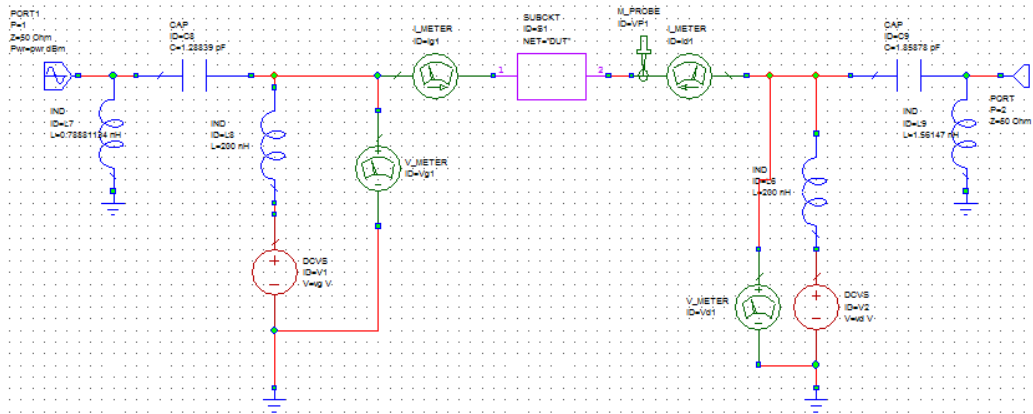 PORT1
P=1
Z=50 Ohm
Pwr=pwr dBm
CAP
ID=C8
C=1.28839 pF
I_METER
ID=Ig1
SUBCKT
ID=S1
NET="DUT"
M_PROBE
ID=VP1
I_METER
ID=Id1
CAP
ID=C9
C=1.85878 pF
1
2
IND
ID=L7
IND
ID=L8
L=200 nH
V_METER
ID=Vg1
IND
ID=L6
L=200 nH
IND
ID=L9
L=1.56147 nH
PORT
P=2
Z=50 Ohm
DCVS
ID=V1
V=vg V
V_METER
ID=Vd1
DCVS
ID=V2
V=vd V